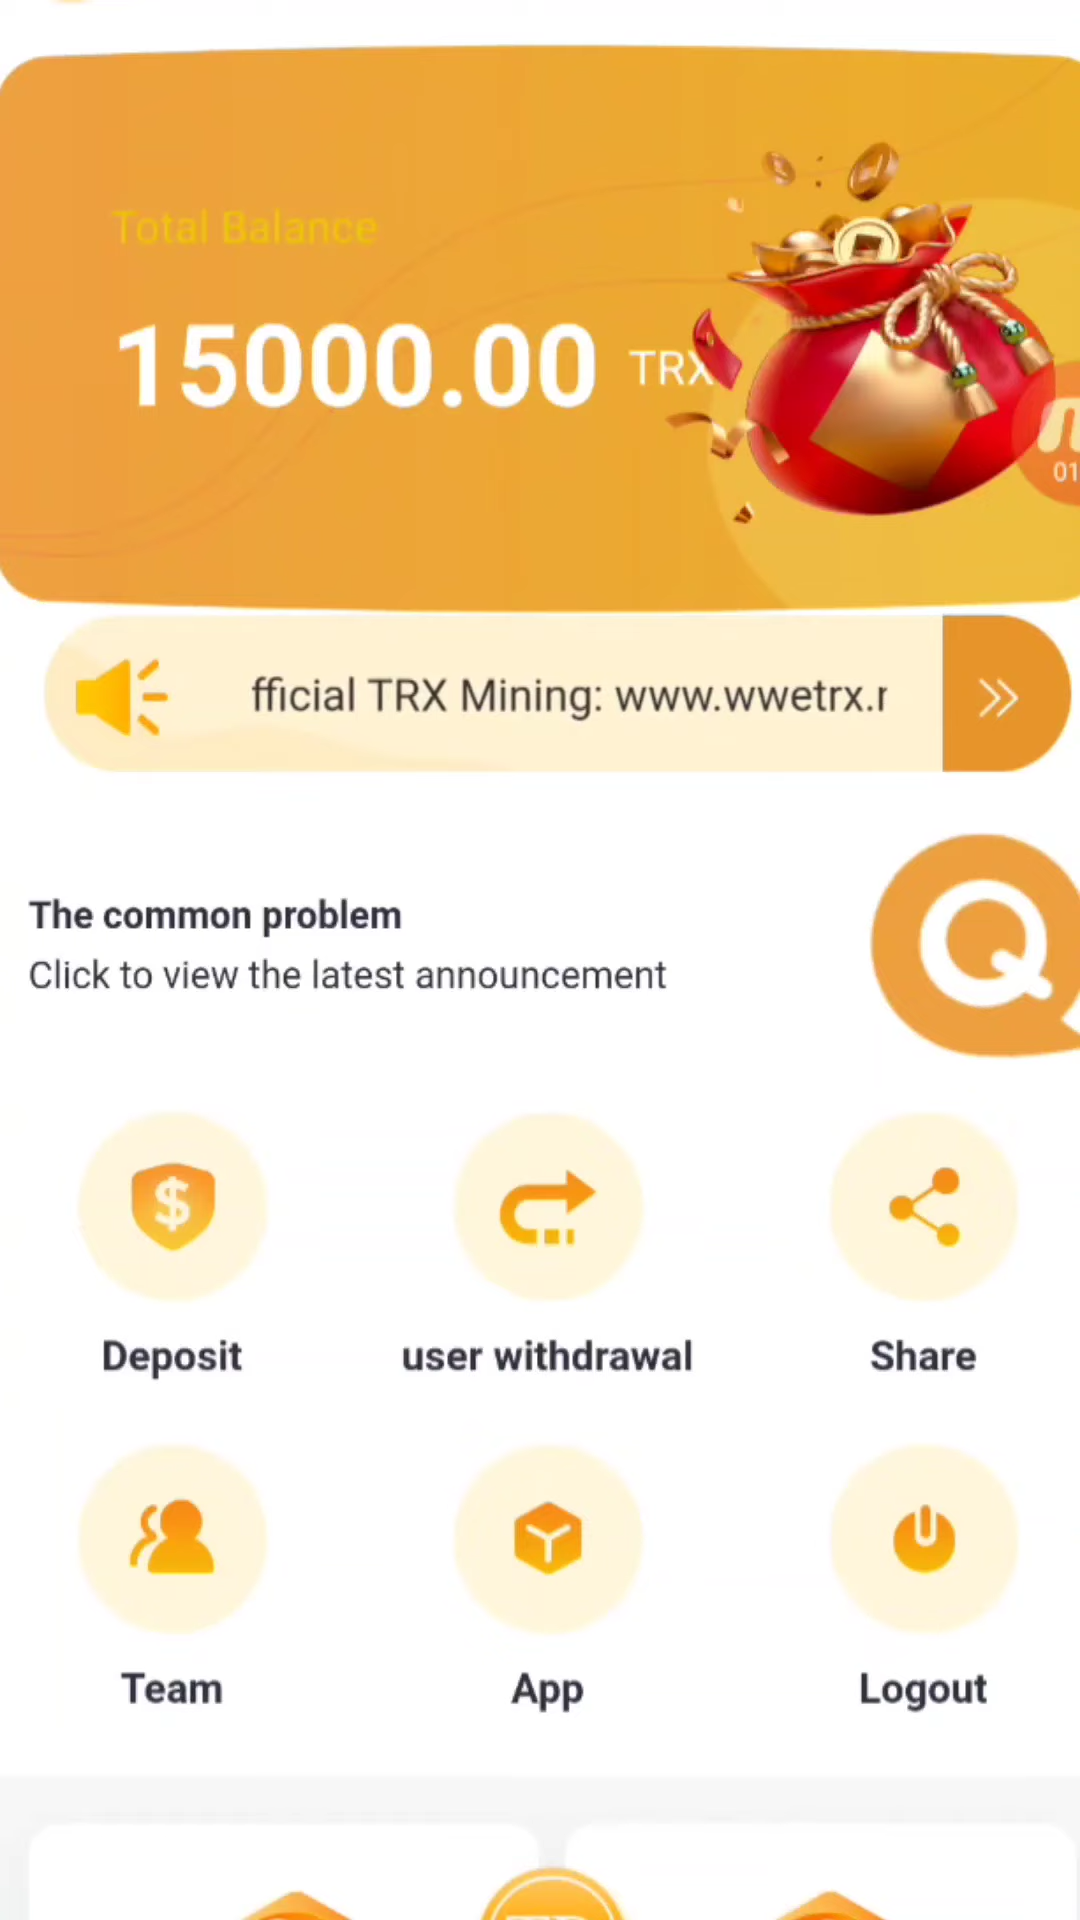 Total Balance
15000.00 TRX
01
fficial TRX Mining: www.wwetrx.r
The common problem
Click to view the latest announcement
Q
Deposit
user withdrawal
Share
Team
App
Logout